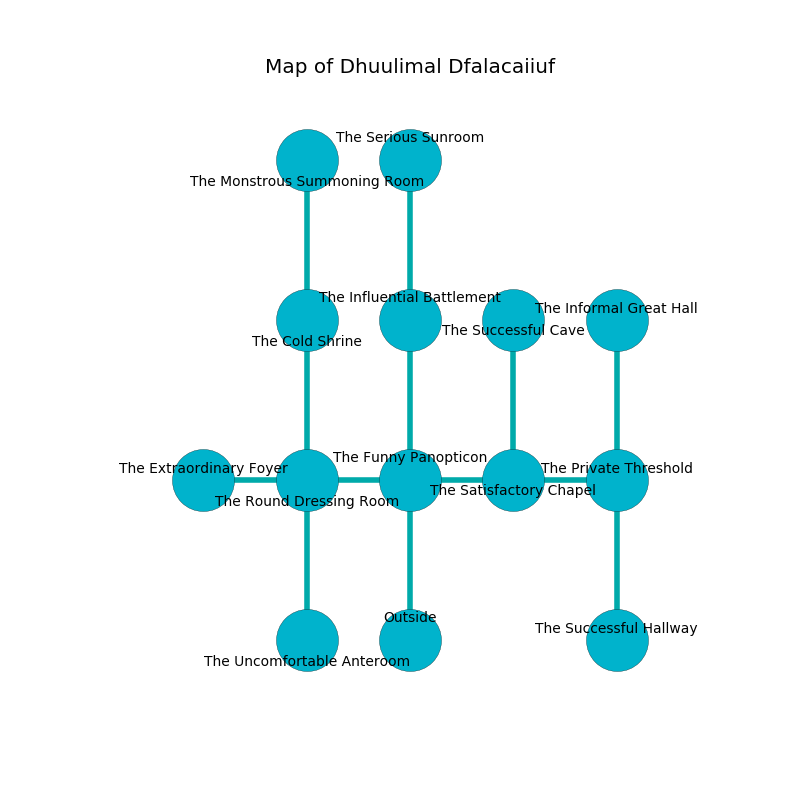 Map of Dhuulimal Dfalacaiiuf
The Serious Sunroom
The Monstrous Summoning Room
The Influential Battlement
The Informal Great Hall
The Successful Cave
The Cold Shrine
The Funny Panopticon
The Extraordinary Foyer
The Private Threshold
The Satisfactory Chapel
The Round Dressing Room
Outside
The Successful Hallway
The Uncomfortable Anteroom